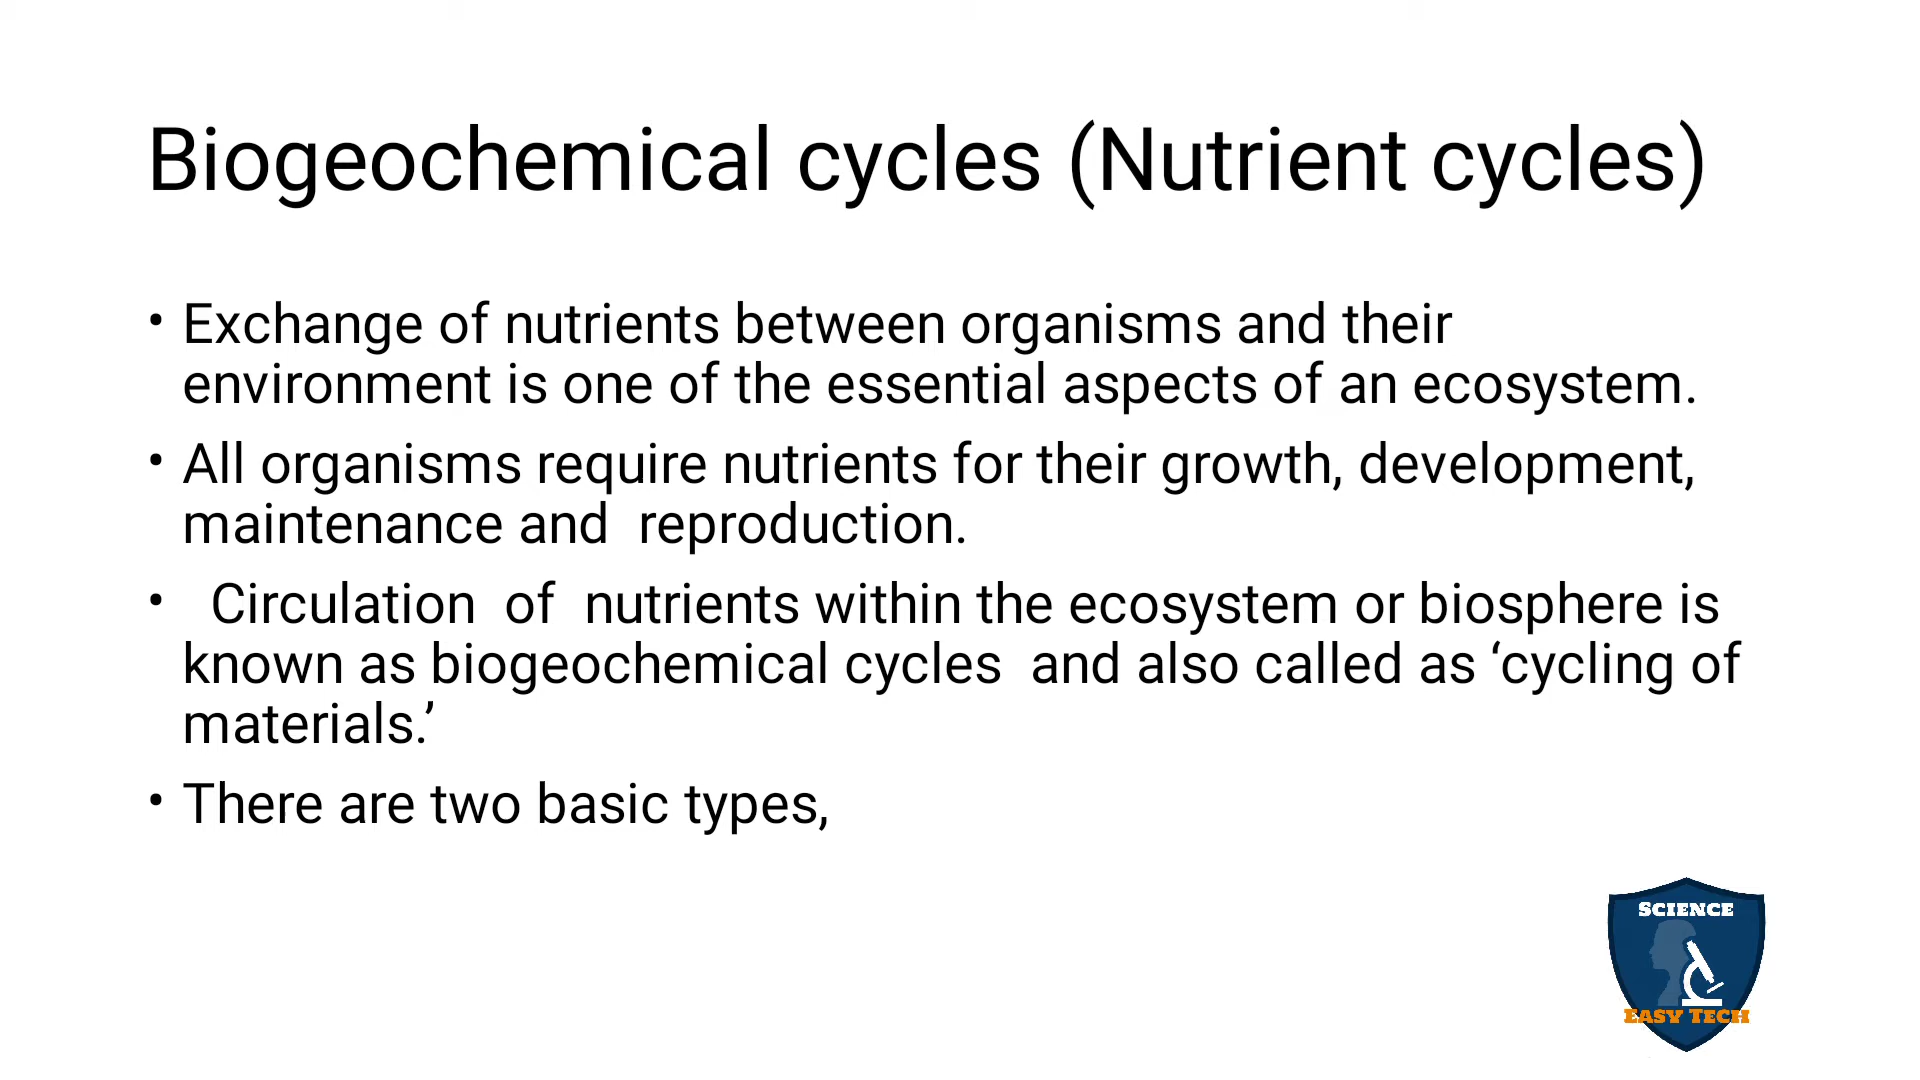 Biogeochemical cycles (Nutrient cycles)
• Exchange of nutrients between organisms and their
environment is one of the essential aspects of an ecosystem.
• All organisms require nutrients for their growth, development,
maintenance and  reproduction.
•  Circulation  of  nutrients within the ecosystem or biosphere is
known as biogeochemical cycles  and also called as ‘cycling of
materials.’
• There are two basic types,
SCIENCE
EASY TECH